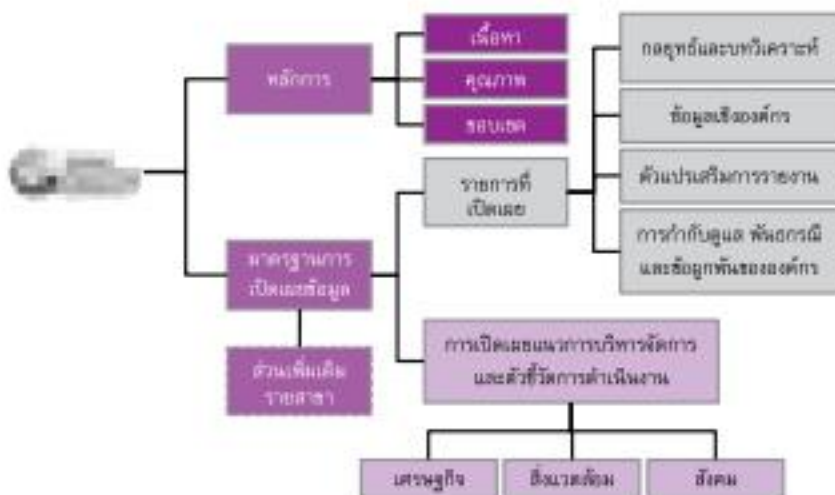 หลักการ
เนื้อหา
คุณภาพ
ขอบเขต
มาตรฐานการ
เปิดเผยข้อมูล
ส่วนเพิ่มเติม
รายสาขา
รายการที่
เปิดเผย
กลยุทธ์และบทวิเคราะห์
ข้อมูลเชิงองค์กร
ตัวแปรเสริมการรายงาน
การกำกับดูแล พันธกรณี
และข้อผูกพันขององค์กร
การเปิดเผยแนวการบริหารจัดการ
และตัวชี้วัดการดำเนินงาน
เศรษฐกิจ
สิ่งแวดล้อม
สังคม